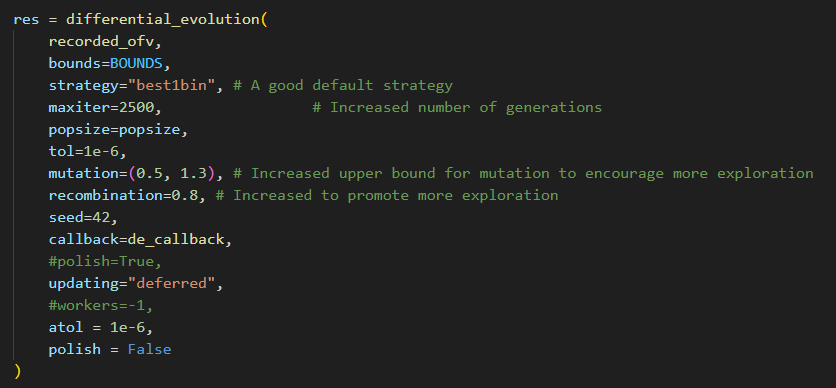 res = differential_evolution(
    recorded_ofv,
    bounds=BOUNDS,
    strategy="best1bin", # A good default strategy
    maxiter=2500,                 # Increased number of generations
    popsize=popsize,
    tol=1e-6,
    mutation=(0.5, 1.3), # Increased upper bound for mutation to encourage more exploration
    recombination=0.8, # Increased to promote more exploration
    seed=42,
    callback=de_callback,
    #polish=True,
    updating="deferred",
    #workers=-1,
    atol = 1e-6,
    polish = False
)